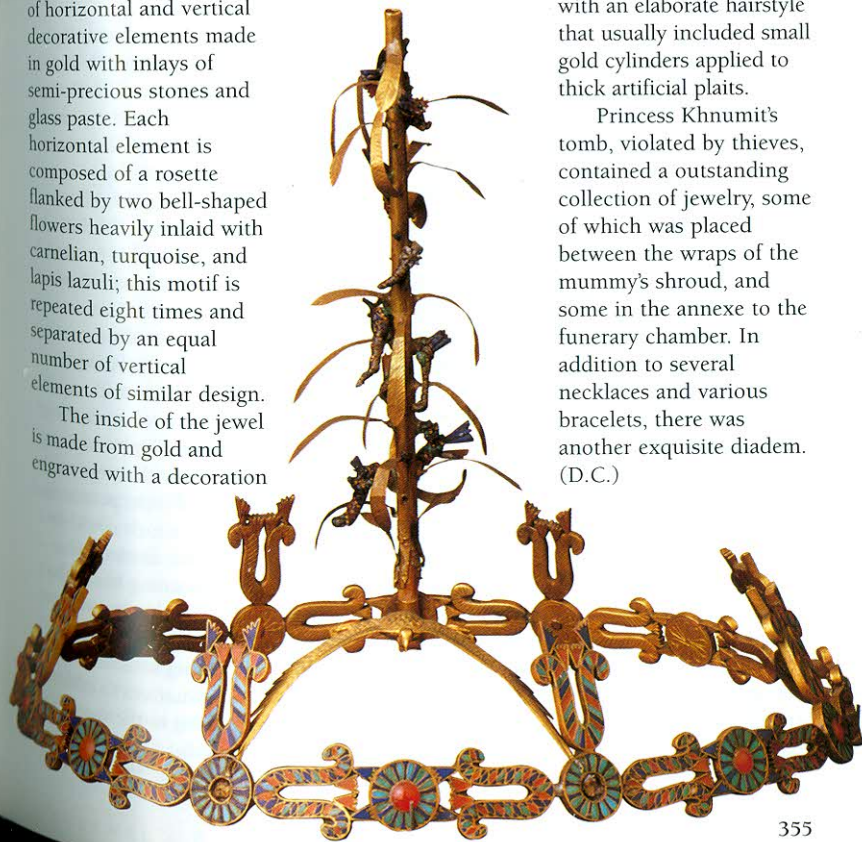 of horizontal and vertical
decorative elements made
in gold with inlays of
semi-precious stones and
glass paste. Each
horizontal element is
composed of a rosette
flanked by two bell-shaped
flowers heavily inlaid with
carnelian, turquoise, and
lapis lazuli; this motif is
repeated eight times and
separated by an equal
number of vertical
elements of similar design.
The inside of the jewel
is made from gold and
engraved with a decoration
with an elaborate hairstyle
that usually included small
gold cylinders applied to
thick artificial plaits.
Princess Khnumit's
tomb, violated by thieves,
contained a outstanding
collection of jewelry, some
of which was placed
between the wraps of the
mummy's shroud, and
some in the annexe to the
funerary chamber. In
addition to several
necklaces and various
bracelets, there was
another exquisite diadem.
(D.C.)
355